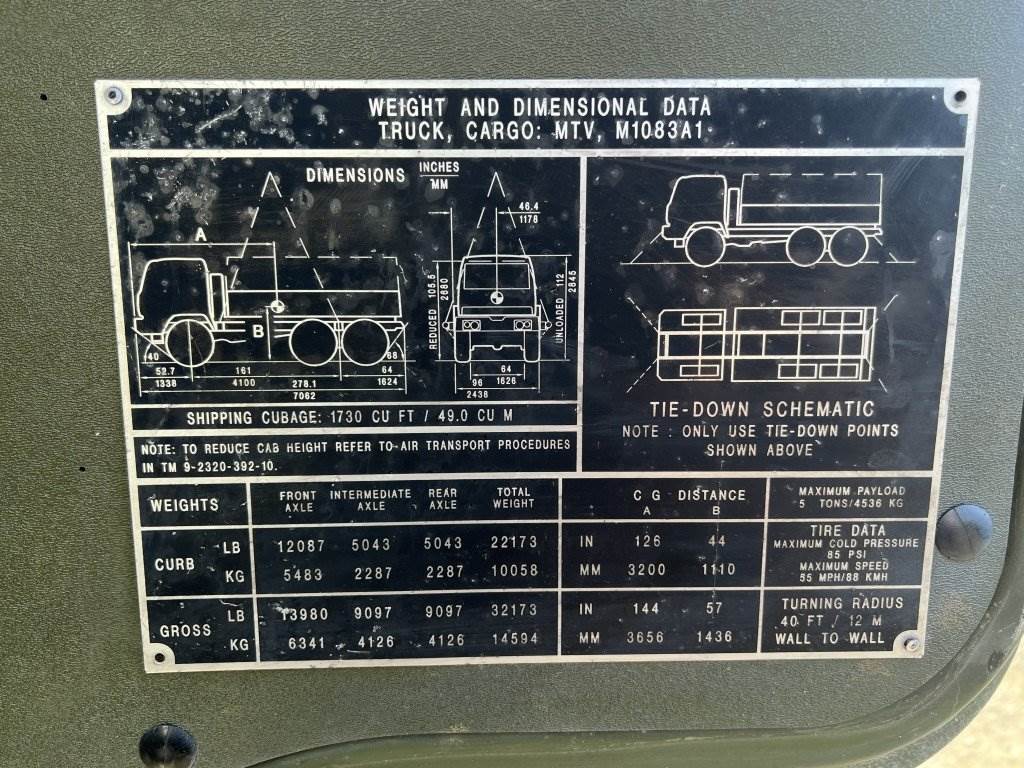 WEIGHT AND DIMENSIONAL DATA
TRUCK, CARGO: MTV, M1083A1
DIMENSIONS INCHES
MM
46.4
1178
A
B
REDUCED 105.5
2680
UNLOADED 112
2845
40
68
52.7 161 64
1338 4100 1624
278.1
7062
64
1626
96
2438
SHIPPING CUBAGE: 1730 CU FT / 49.0 CU M
NOTE: TO REDUCE CAB HEIGHT REFER TO AIR TRANSPORT PROCEDURES
IN TM 9-2320-392-10.
TIE-DOWN SCHEMATIC
NOTE : ONLY USE TIE-DOWN POINTS
SHOWN ABOVE
WEIGHTS FRONT AXLE INTERMEDIATE AXLE REAR AXLE TOTAL WEIGHT
CURB LB 12087 5043 5043 22173
KG 5483 2287 2287 10058
GROSS LB 13980 9097 9097 32173
KG 6341 4126 4126 14594
C G DISTANCE
A B
IN 126 44
MM 3200 1110
IN 144 57
MM 3656 1436
MAXIMUM PAYLOAD
5 TONS/4536 KG
TIRE DATA
MAXIMUM COLD PRESSURE
85 PSI
MAXIMUM SPEED
55 MPH/88 KMH
TURNING RADIUS
40 FT / 12 M
WALL TO WALL